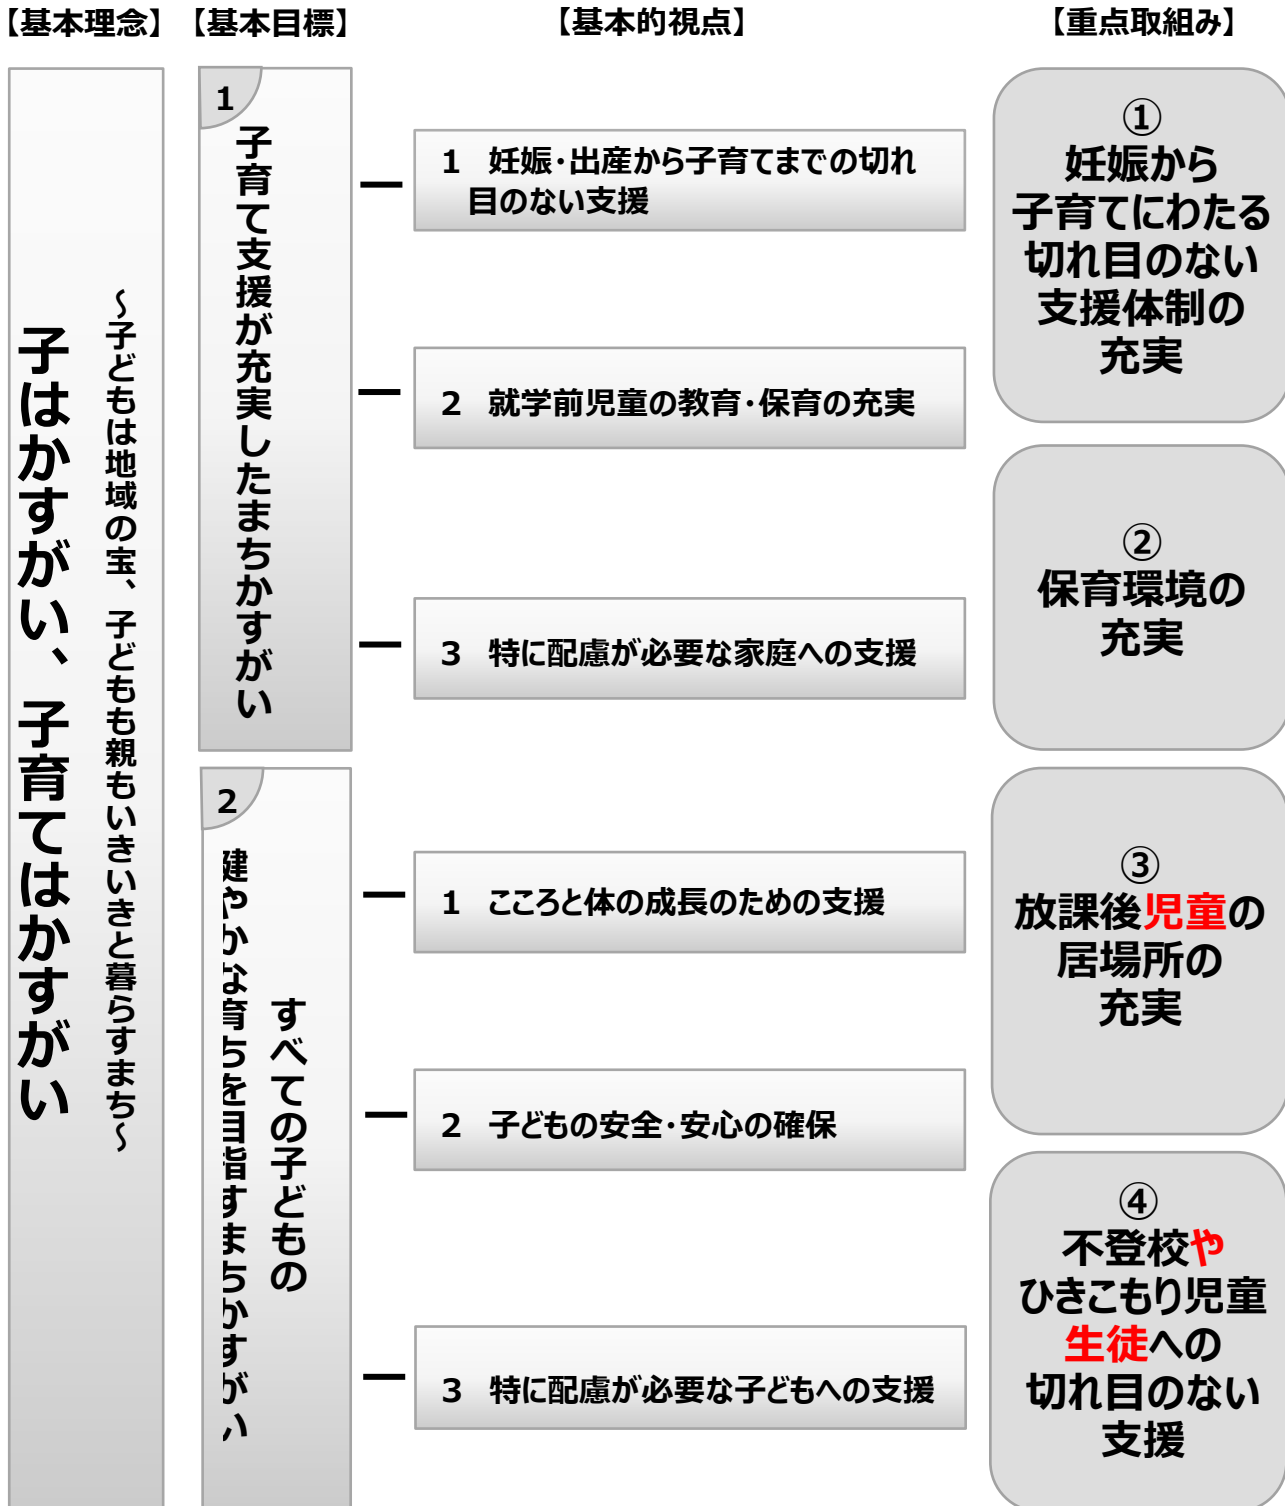 【基本理念】
【基本目標】
【基本的視点】
【重点取組み】
子はかすがい、子育てはかすがい
～子どもは地域の宝、子どもも親もいきいきと暮らすまち～
1
子育て支援が充実したまちかすがい
1 妊娠・出産から子育てまでの切れ
目のない支援
2 就学前児童の教育・保育の充実
3 特に配慮が必要な家庭への支援
2
すべての子どもの
健やかな育ちを目指すまちかすがい
1 こころと体の成長のための支援
2 子どもの安全・安心の確保
3 特に配慮が必要な子どもへの支援
①
妊娠から
子育てにわたる
切れ目のない
支援体制の
充実
②
保育環境の
充実
③
放課後児童の
居場所の
充実
④
不登校や
ひきこもり児童
生徒への
切れ目のない
支援